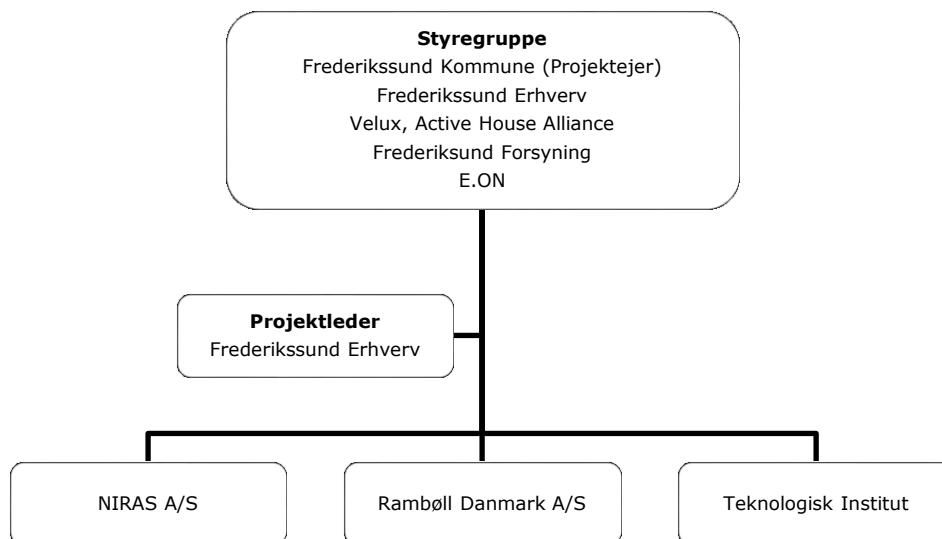 Styregruppe
Frederikssund Kommune (Projektejer)
Frederikssund Erhverv
Velux, Active House Alliance
Frederiksund Forsyning
E.ON
Projektleder
Frederikssund Erhverv
NIRAS A/S
Rambøll Danmark A/S
Teknologisk Institut